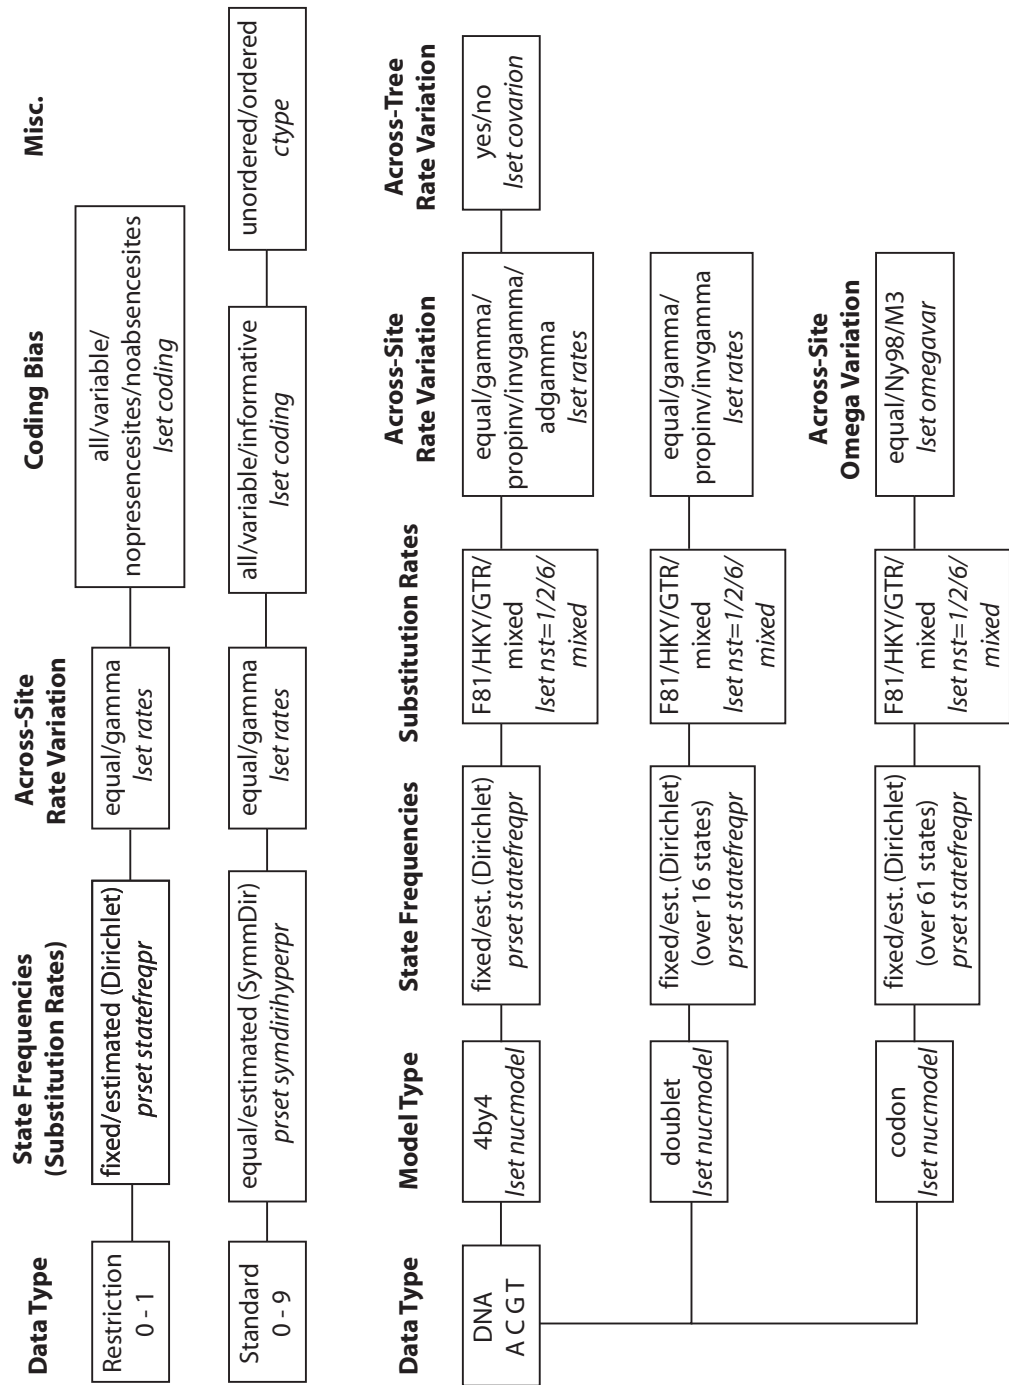 Data Type
State Frequencies
(Substitution Rates)
Across-Site
Rate Variation
Coding Bias
Misc.
Restriction
0 - 1
fixed/estimated (Dirichlet)
prset statefreqpr
equal/gamma
lset rates
all/variable/
nopresencesites/noabsencesites
lset coding
Standard
0 - 9
equal/estimated (SymmDir)
prset symdirihyperpr
equal/gamma
lset rates
all/variable/informative
lset coding
unordered/ordered
ctype
Data Type
Model Type
State Frequencies
Substitution Rates
Across-Site
Rate Variation
Across-Tree
Rate Variation
DNA
A C G T
4by4
lset nucmodel
fixed/est. (Dirichlet)
prset statefreqpr
F81/HKY/GTR/
mixed
lset nst=1/2/6/
mixed
equal/gamma/
propinv/invgamma/
adgamma
lset rates
yes/no
lset covarion
doublet
lset nucmodel
fixed/est. (Dirichlet)
(over 16 states)
prset statefreqpr
F81/HKY/GTR/
mixed
lset nst=1/2/6/
mixed
equal/gamma/
propinv/invgamma
lset rates
Across-Site
Omega Variation
codon
lset nucmodel
fixed/est. (Dirichlet)
(over 61 states)
prset statefreqpr
F81/HKY/GTR/
mixed
lset nst=1/2/6/
mixed
equal/Ny98/M3
lset omegavar